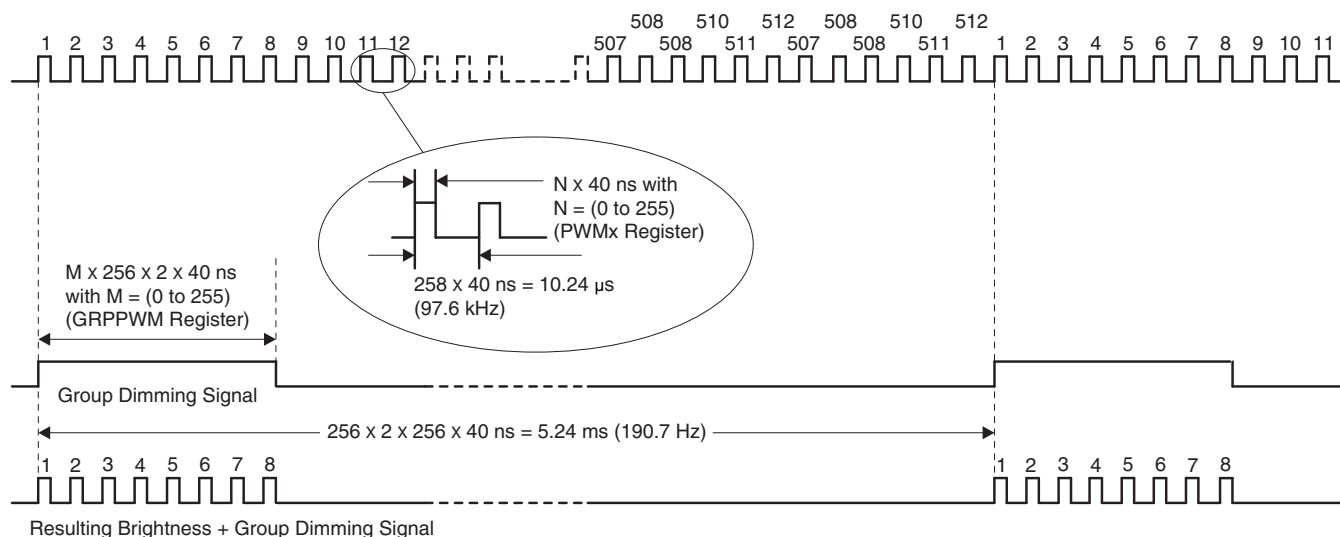 508 510 512 508 510 512
1 2 3 4 5 6 7 8 9 10 11 12 507 508 511 507 508 511 1 2 3 4 5 6 7 8 9 10 11
N x 40 ns with
N = (0 to 255)
(PWMx Register)
258 x 40 ns = 10.24 µs
(97.6 kHz)
M x 256 x 2 x 40 ns
with M = (0 to 255)
(GRPPWM Register)
Group Dimming Signal
256 x 2 x 256 x 40 ns = 5.24 ms (190.7 Hz)
1 2 3 4 5 6 7 8 1 2 3 4 5 6 7 8
Resulting Brightness + Group Dimming Signal